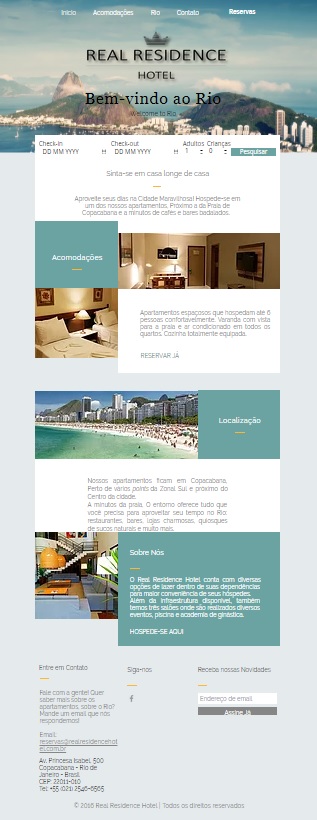 Início Acomodações Rio Contato Reservas
REAL RESIDENCE
HOTEL
Bem-vindo ao Rio
Welcome to Rio
Check-in Check-out Adultos Crianças
DD MM YYYY DD MM YYYY 1 0 Pesquisar
Sinta-se em casa longe de casa
Aproveite seus dias na Cidade Maravilhosa! Hospede-se em
um dos nossos apartamentos. Próximo a da Praia de
Copacabana e a minutos de cafés e bares badalados.
Acomodações
Apartamentos espaçosos que hospedam até 6
pessoas confortavelmente. Varanda com vista
para a praia e ar condicionado em todos os
quartos. Cozinha totalmente equipada.
RESERVAR JÁ
Localização
Nossos apartamentos ficam em Copacabana,
Perto de vários points da Zonal Sul e próximo do
Centro da cidade.
A minutos da praia. O entorno oferece tudo que
você precisa para aproveitar seu tempo no Rio:
restaurantes, bares, lojas charmosas, quiosques
de sucos naturais e muito mais.
Sobre Nós
O Real Residence Hotel conta com diversas
opções de lazer dentro de suas dependências
para maior conveniência de seus hóspedes.
Além da infraestrutura disponível, também
temos três salões onde são realizados diversos
eventos, piscina e academia de ginástica.
HOSPEDE-SE AQUI
Entre em Contato
Fale com a gente! Quer
saber mais sobre os
apartamentos, sobre o Rio?
Mande um email que nós
respondemos!
Email:
reservas@realresidencehot
el.com.br
Av. Princesa Isabel, 500
Copacabana - Rio de
Janeiro - Brasil
CEP: 22011-010
Tel: +55 (021) 2546-6565
Siga-nos
Receba nossas Novidades
Endereço de email
Assine Já
© 2016 Real Residence Hotel | Todos os direitos reservados